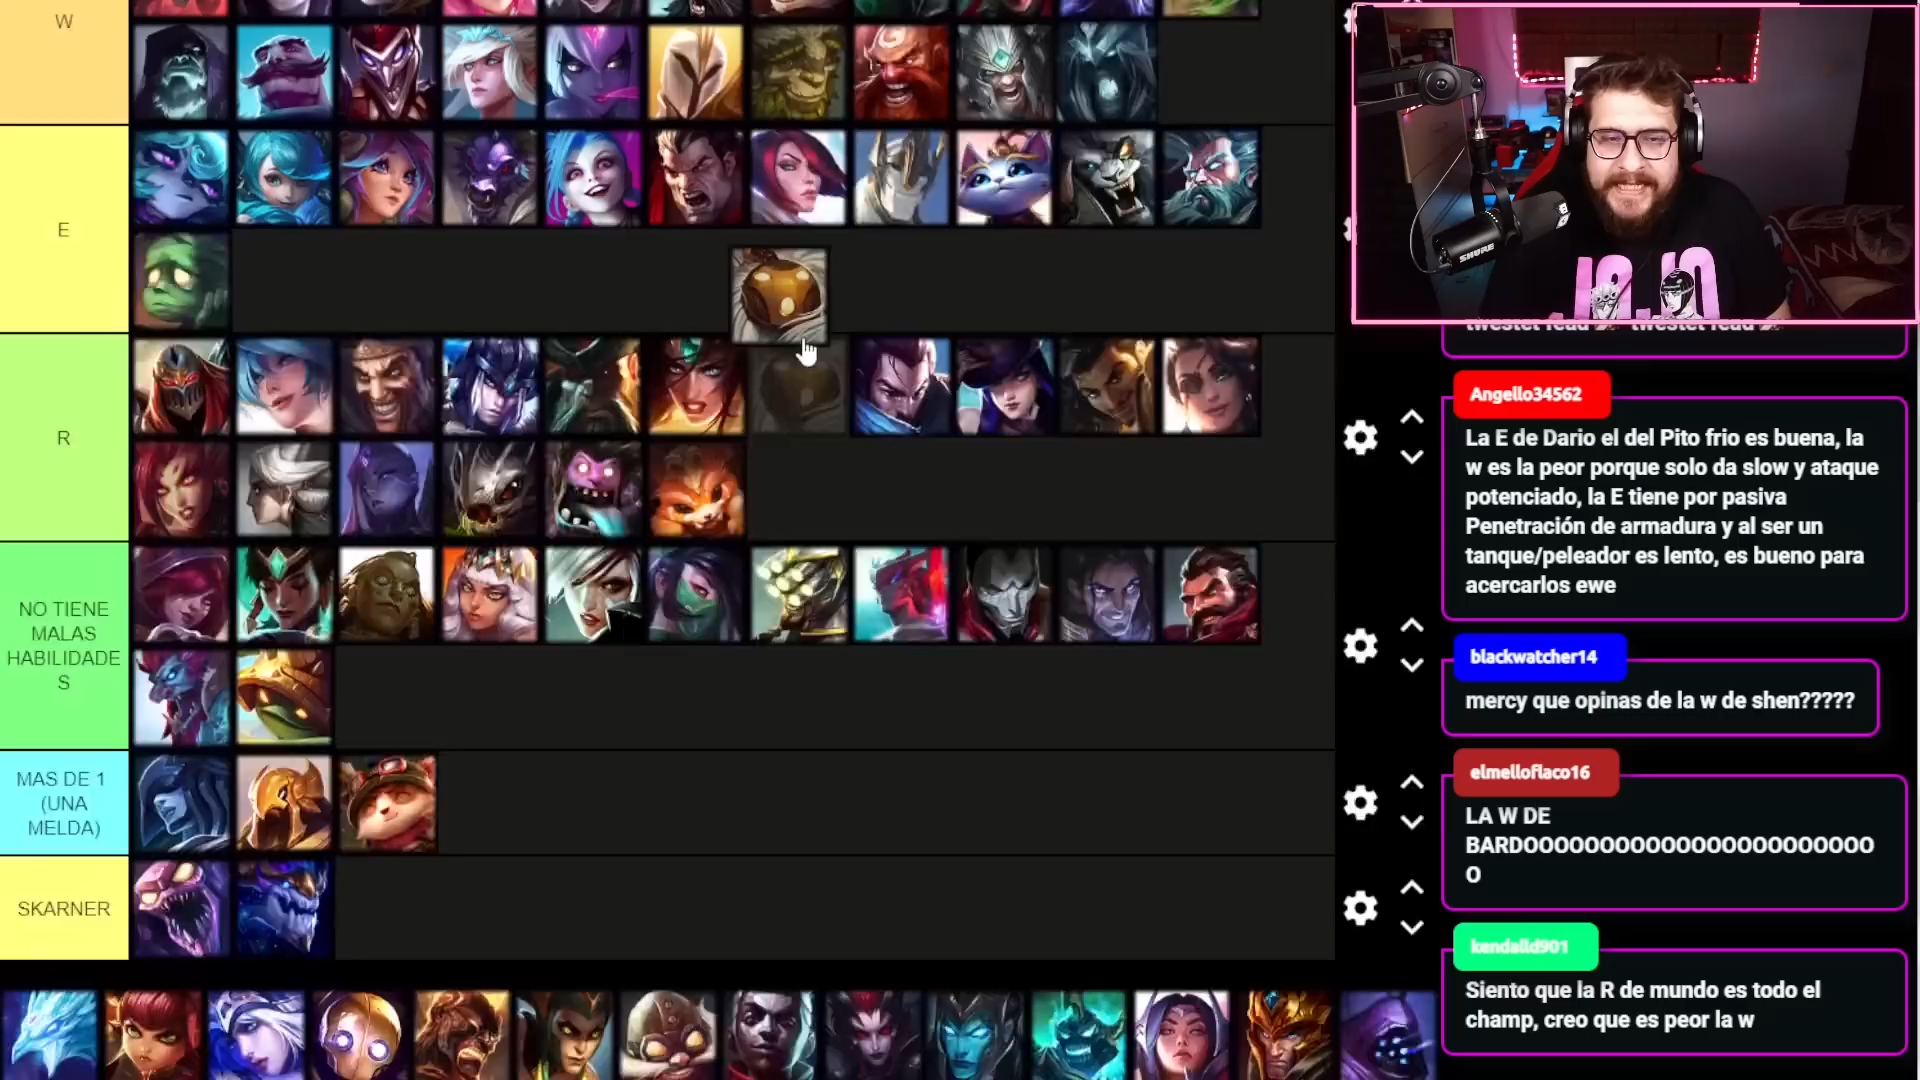 W
E
R
NO TIENE
MALAS
HABILIDADE
S
MAS DE 1
(UNA
MELDA)
SKARNER
SHURE
Angello34562
La E de Dario el del Pito frio es buena, la
w es la peor porque solo da slow y ataque
potenciado, la E tiene por pasiva
Penetración de armadura y al ser un
tanque/peleador es lento, es bueno para
acercarlos ewe
blackwatcher14
mercy que opinas de la w de shen?????
elmelloflaco16
LA W DE
BARDOOOOOOOOOOOOOOOOOOOOOOOO
O
kendalld901
Siento que la R de mundo es todo el
champ, creo que es peor la w